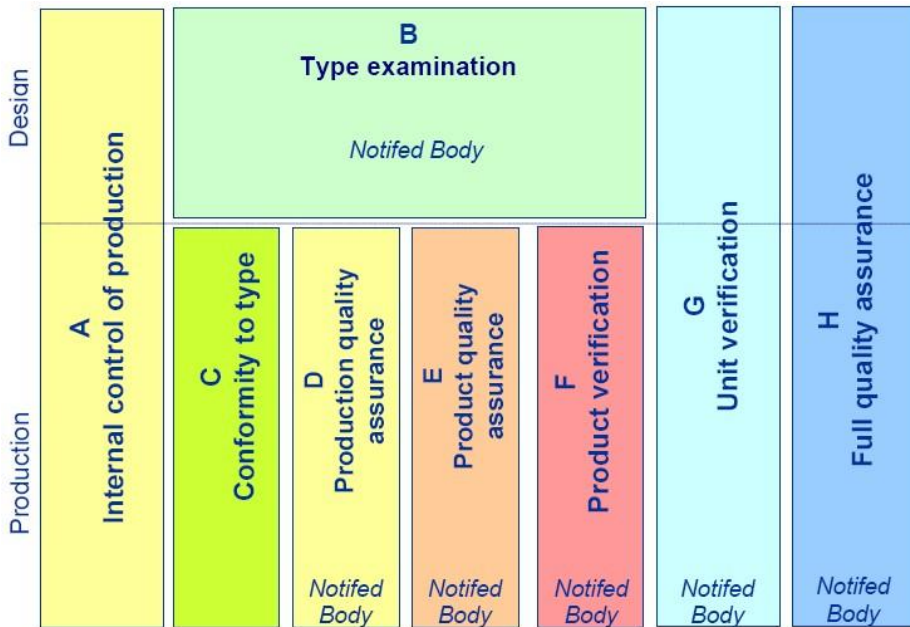 Design
Production
A
Internal control of production
B
Type examination
Notifed Body
C
Conformity to type
D
Production quality
assurance
Notifed
Body
E
Product quality
assurance
Notifed
Body
F
Product verification
Notifed
Body
G
Unit verification
Notifed
Body
H
Full quality assurance
Notifed
Body